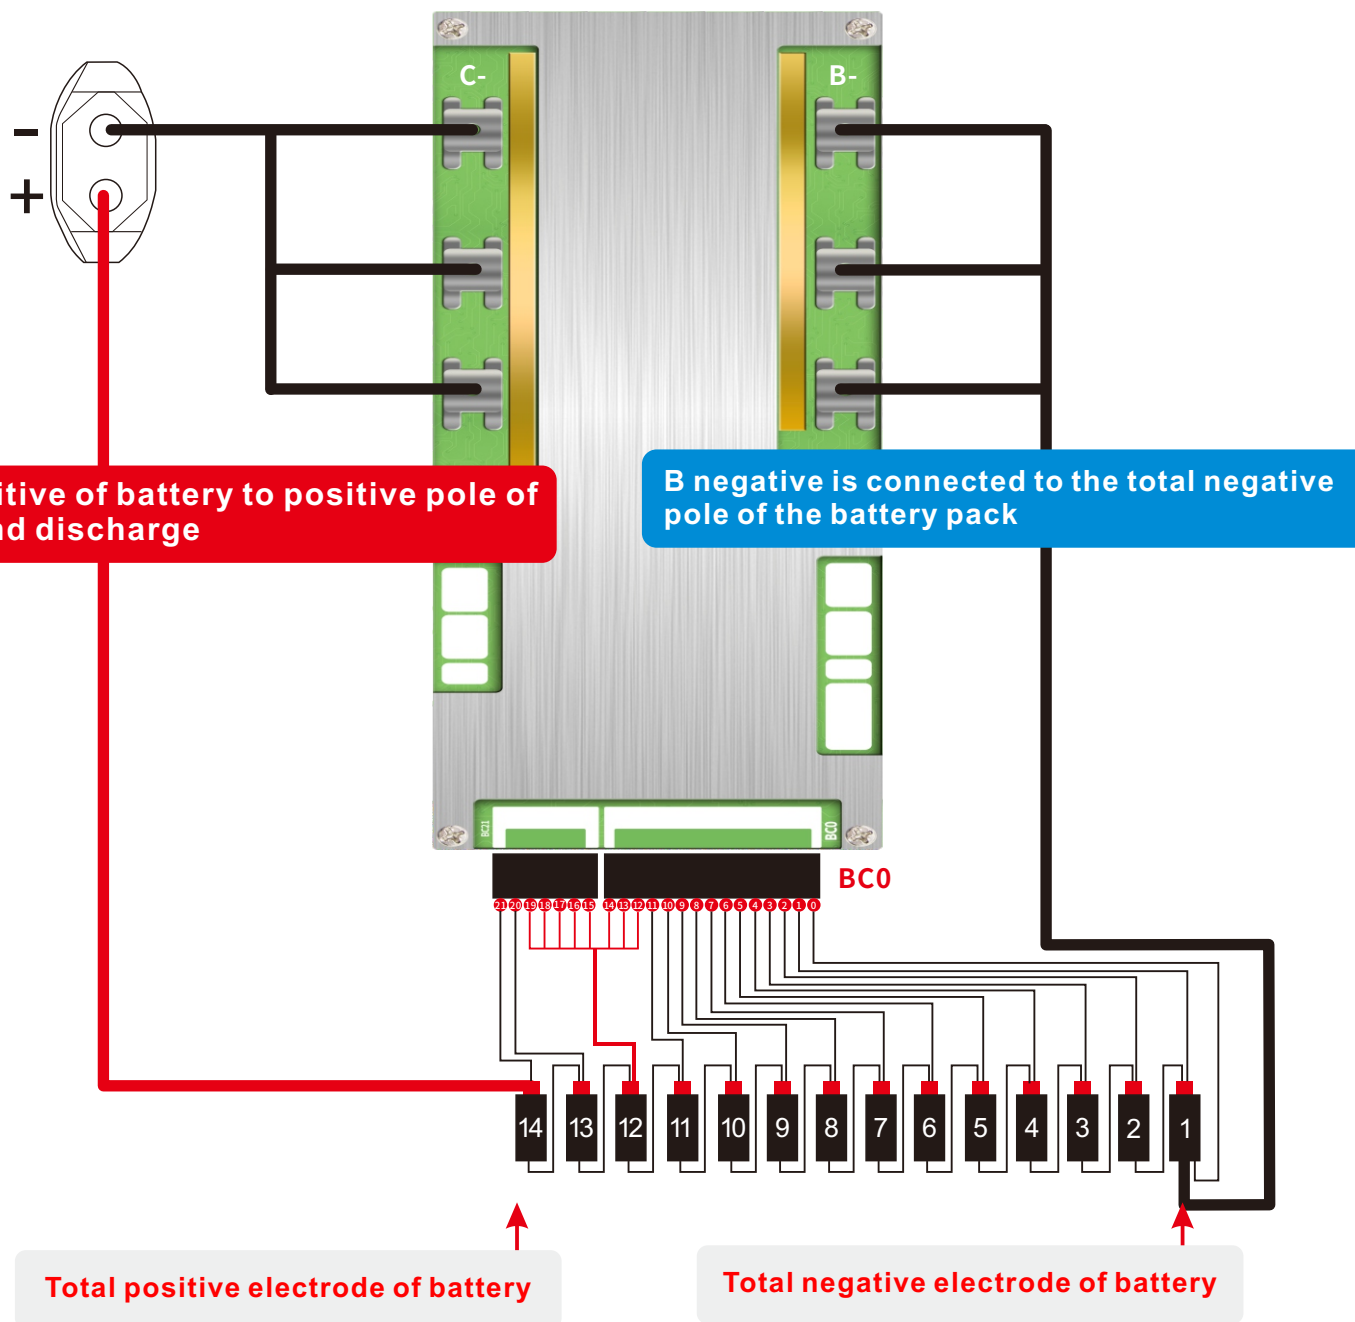 C-
B-
-
+
itive of battery to positive pole of
nd discharge
B negative is connected to the total negative
pole of the battery pack
BC21
BC0
BC0
21 20 19 18 17 16 15 14 13 12 11 10 9 8 7 6 5 4 3 2 1 0
14 13 12 11 10 9 8 7 6 5 4 3 2 1
Total positive electrode of battery
Total negative electrode of battery